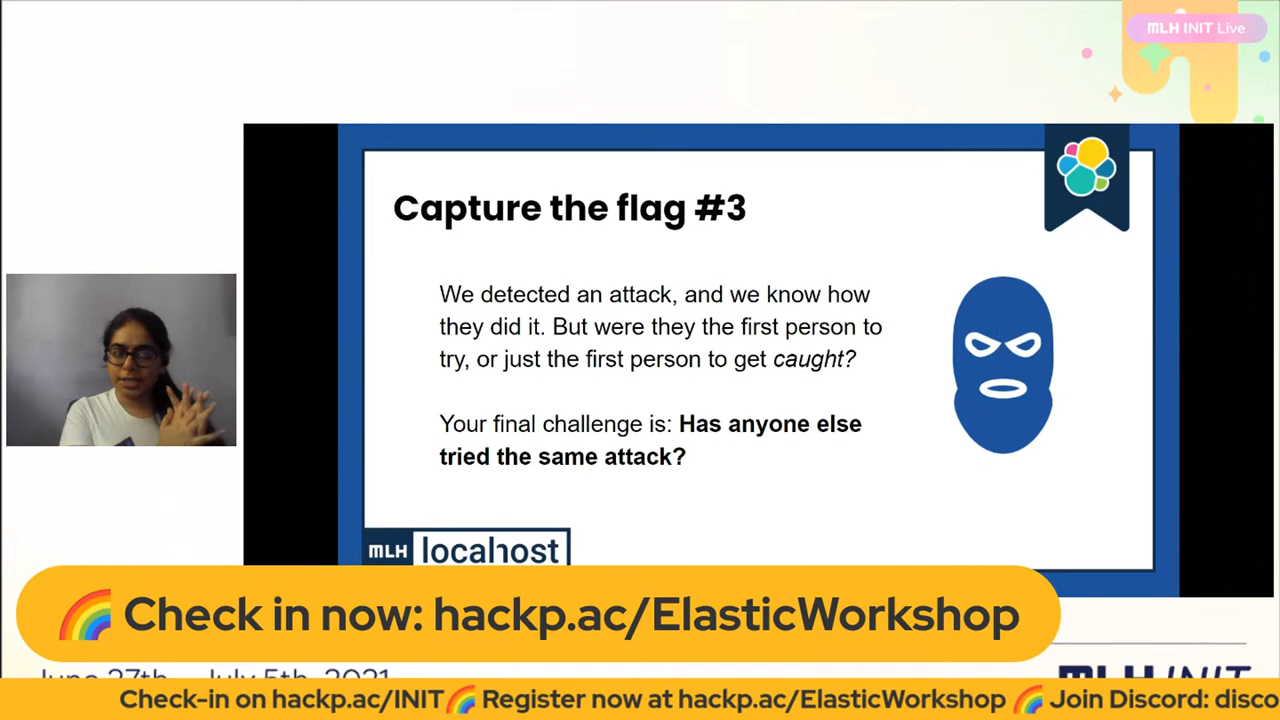 MLH INIT Live
Capture the flag #3
We detected an attack, and we know how
they did it. But were they the first person to
try, or just the first person to get caught?
Your final challenge is: Has anyone else
tried the same attack?
MLH localhost
🌈 Check in now: hackp.ac/ElasticWorkshop
June 27th - July 5th, 2021
MLH INIT
Check-in on hackp.ac/INIT🌈 Register now at hackp.ac/ElasticWorkshop 🌈 Join Discord: disco